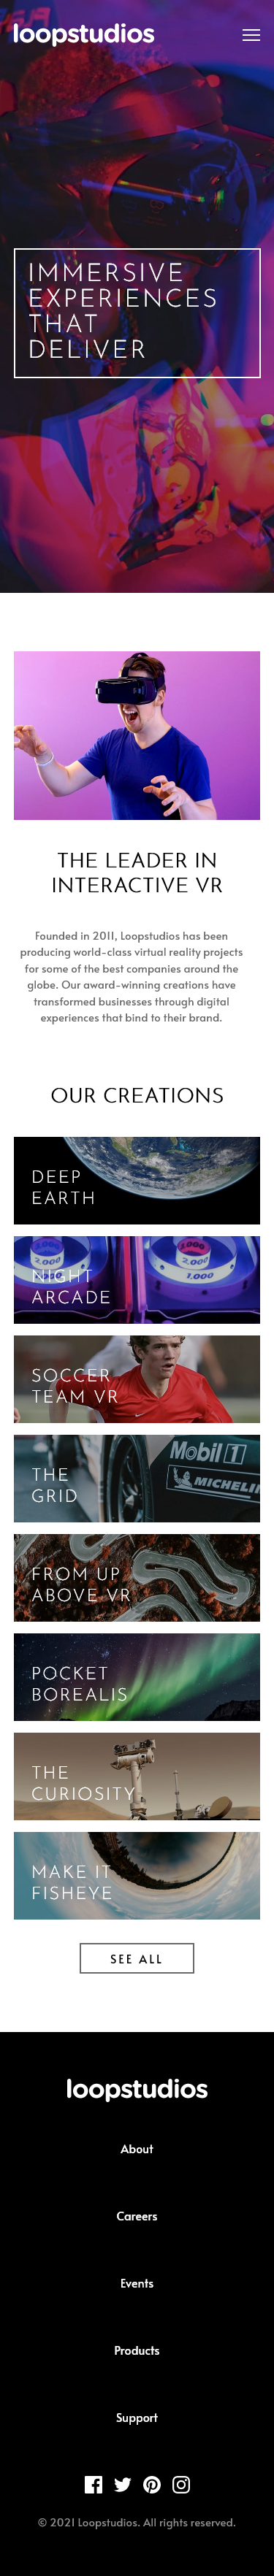 loopstudios
IMMERSIVE
EXPERIENCES
THAT
DELIVER
THE LEADER IN
INTERACTIVE VR
Founded in 2011, Loopstudios has been
producing world-class virtual reality projects
for some of the best companies around the
globe. Our award-winning creations have
transformed businesses through digital
experiences that bind to their brand.
OUR CREATIONS
DEEP
EARTH
2.000 2.000
1.000
NIGHT
ARCADE
SOCCER
TEAM VR
Mobil 1
MICHELIN
THE
GRID
FROM UP
ABOVE VR
POCKET
BOREALIS
THE
CURIOSITY
MAKE IT
FISHEYE
SEE ALL
loopstudios
About
Careers
Events
Products
Support
© 2021 Loopstudios. All rights reserved.